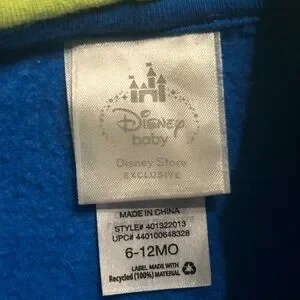 Disney
baby
Disney Store
EXCLUSIVE
MADE IN CHINA
STYLE# 401322013
UPC# 440100648328
6-12MO
LABEL MADE WITH
Recycled (100%) MATERIAL